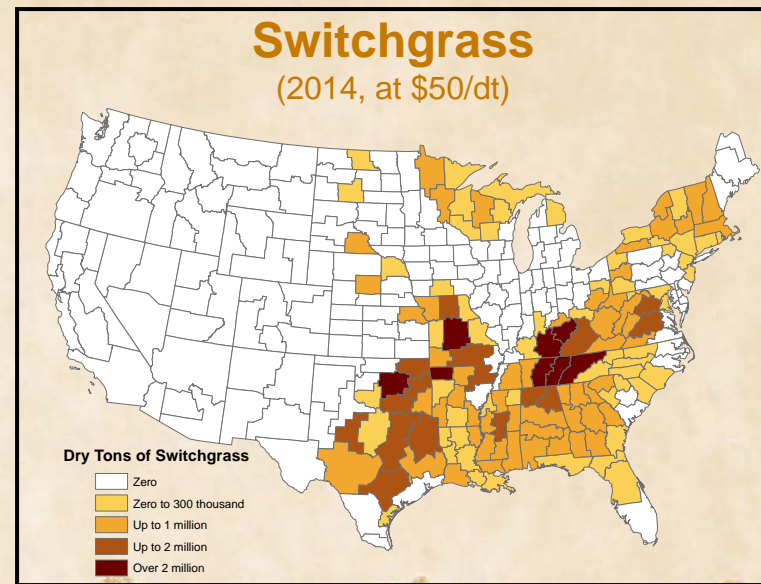 Switchgrass
(2014, at $50/dt)
Dry Tons of Switchgrass
Zero
Zero to 300 thousand
Up to 1 million
Up to 2 million
Over 2 million